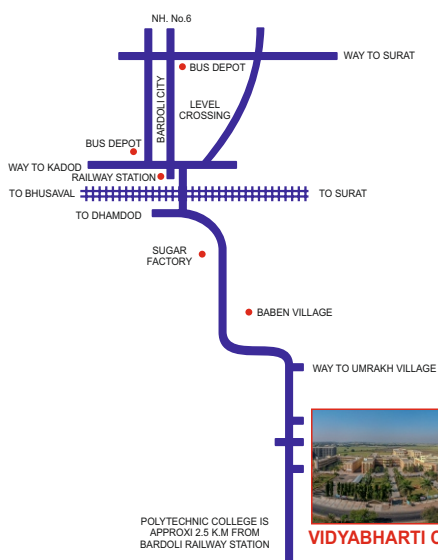 NH. No.6
WAY TO SURAT
BUS DEPOT
BARDOLI CITY
LEVEL
CROSSING
BUS DEPOT
WAY TO KADOD
RAILWAY STATION
TO BHUSAVAL
TO SURAT
TO DHAMDOD
SUGAR
FACTORY
BABEN VILLAGE
WAY TO UMRAKH VILLAGE
POLYTECHNIC COLLEGE IS
APPROXI 2.5 K.M FROM
BARDOLI RAILWAY STATION
VIDYABHARTI